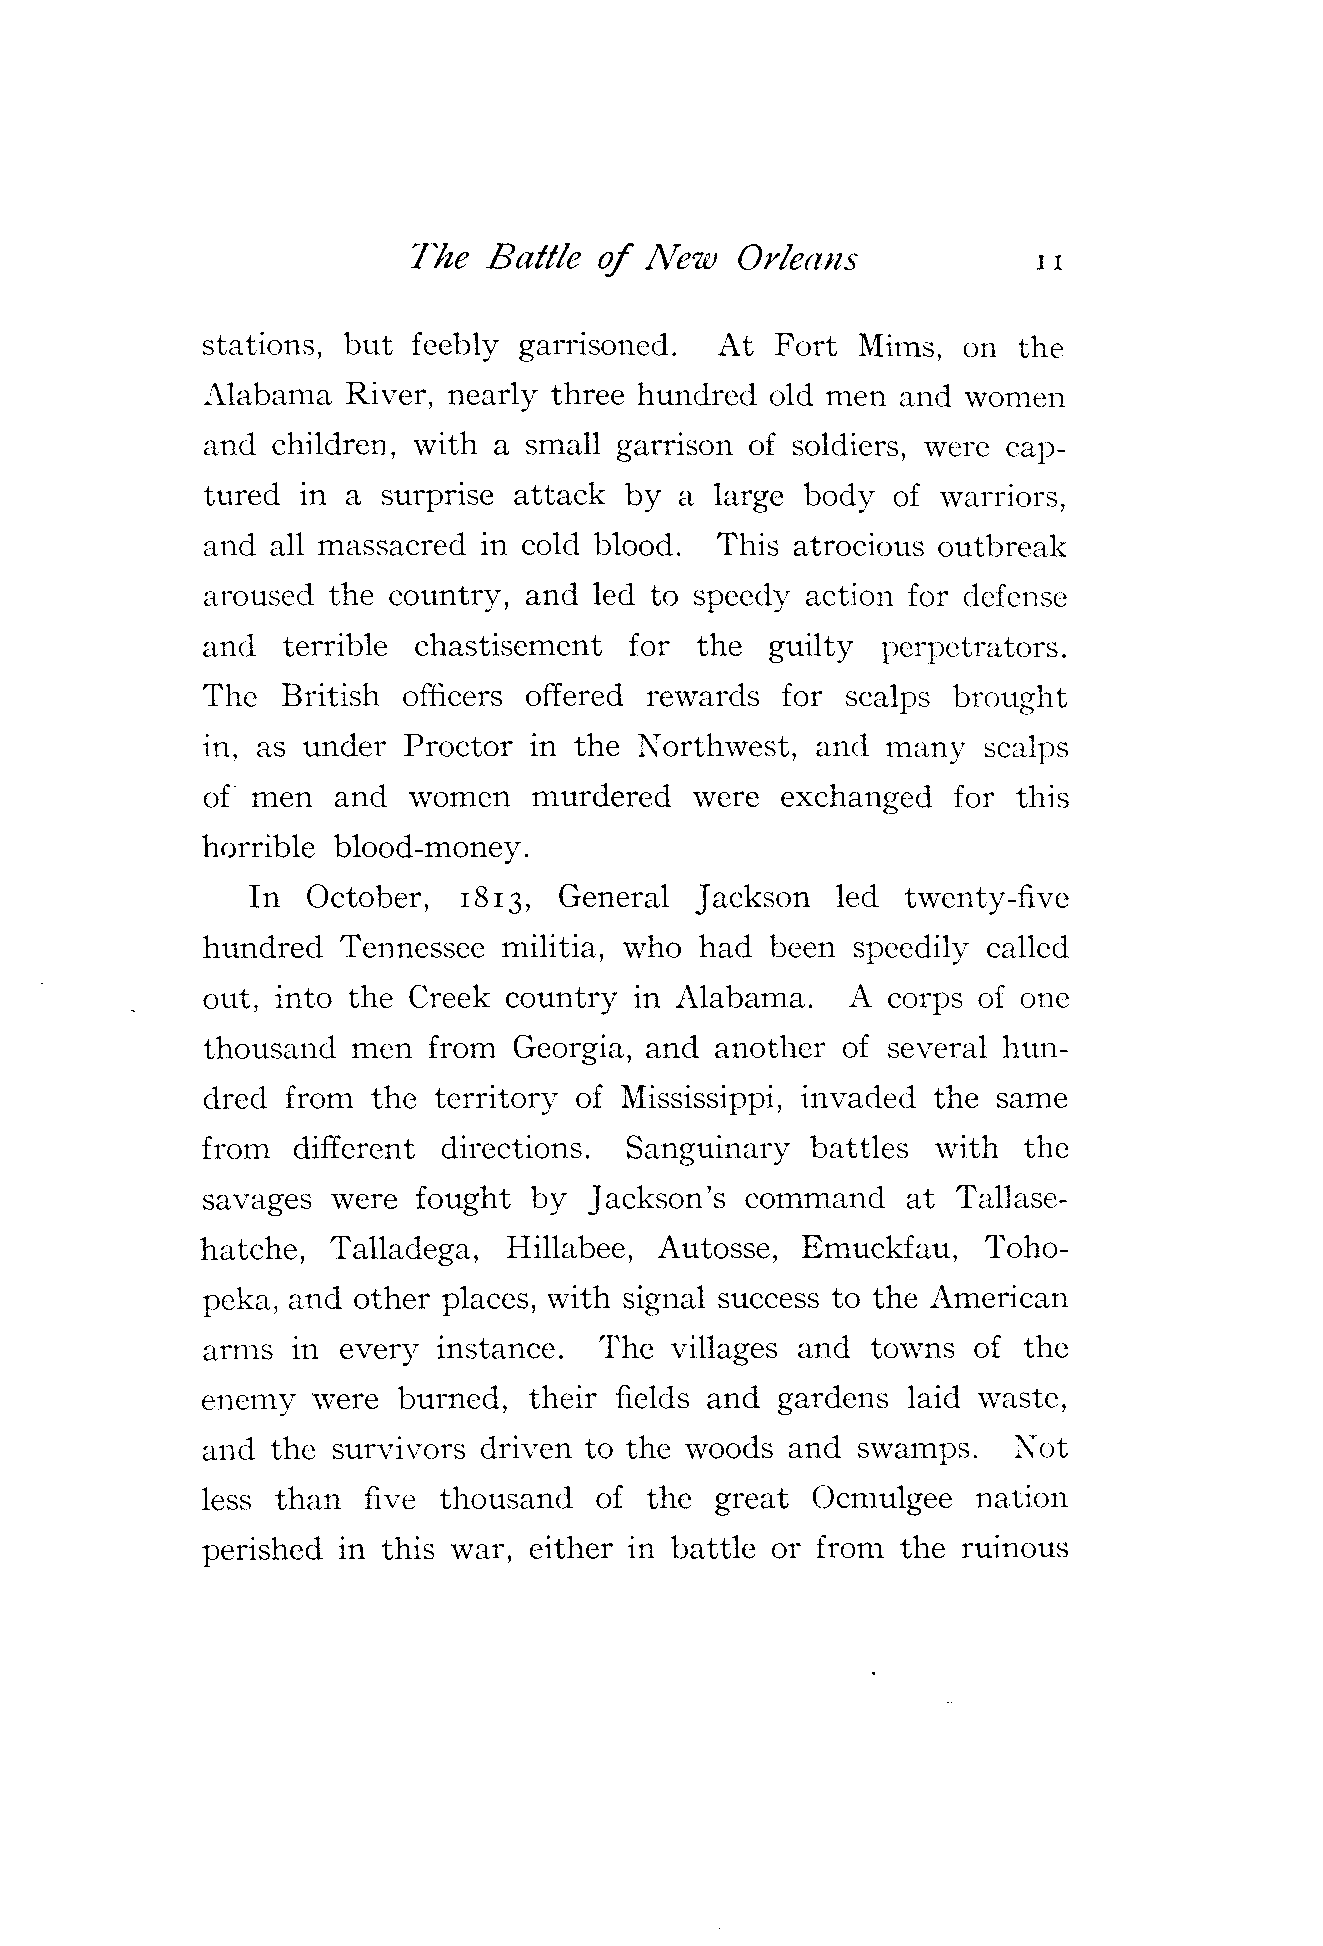 The Battle of New Orleans 11
stations, but feebly garrisoned. At Fort Mims, on the
Alabama River, nearly three hundred old men and women
and children, with a small garrison of soldiers, were cap-
tured in a surprise attack by a large body of warriors,
and all massacred in cold blood. This atrocious outbreak
aroused the country, and led to speedy action for defense
and terrible chastisement for the guilty perpetrators.
The British officers offered rewards for scalps brought
in, as under Proctor in the Northwest, and many scalps
of men and women murdered were exchanged for this
horrible blood-money.
In October, 1813, General Jackson led twenty-five
hundred Tennessee militia, who had been speedily called
out, into the Creek country in Alabama. A corps of one
thousand men from Georgia, and another of several hun-
dred from the territory of Mississippi, invaded the same
from different directions. Sanguinary battles with the
savages were fought by Jackson's command at Tallase-
hatche, Talladega, Hillabee, Autosse, Emuckfau, Toho-
peka, and other places, with signal success to the American
arms in every instance. The villages and towns of the
enemy were burned, their fields and gardens laid waste,
and the survivors driven to the woods and swamps. Not
less than five thousand of the great Ocmulgee nation
perished in this war, either in battle or from the ruinous